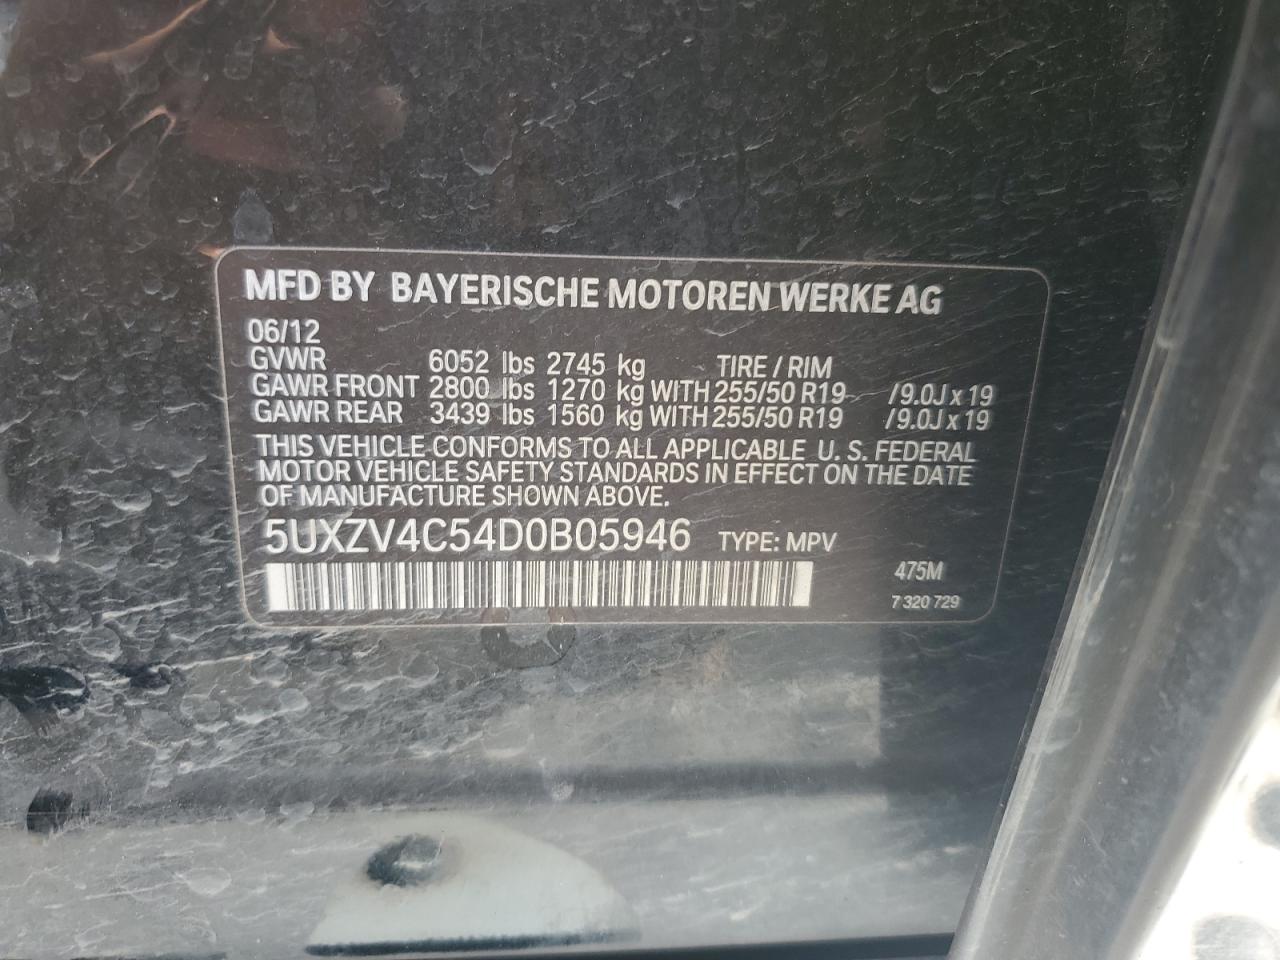 MFD BY BAYERISCHE MOTOREN WERKE AG
06/12
GVWR 6052 lbs 2745 kg TIRE / RIM
GAWR FRONT 2800 lbs 1270 kg WITH 255/50 R19 /9.0J x 19
GAWR REAR 3439 lbs 1560 kg WITH 255/50 R19 /9.0J x 19
THIS VEHICLE CONFORMS TO ALL APPLICABLE U. S. FEDERAL
MOTOR VEHICLE SAFETY STANDARDS IN EFFECT ON THE DATE
OF MANUFACTURE SHOWN ABOVE.
5UXZV4C54D0B05946 TYPE: MPV
475M
7 320 729